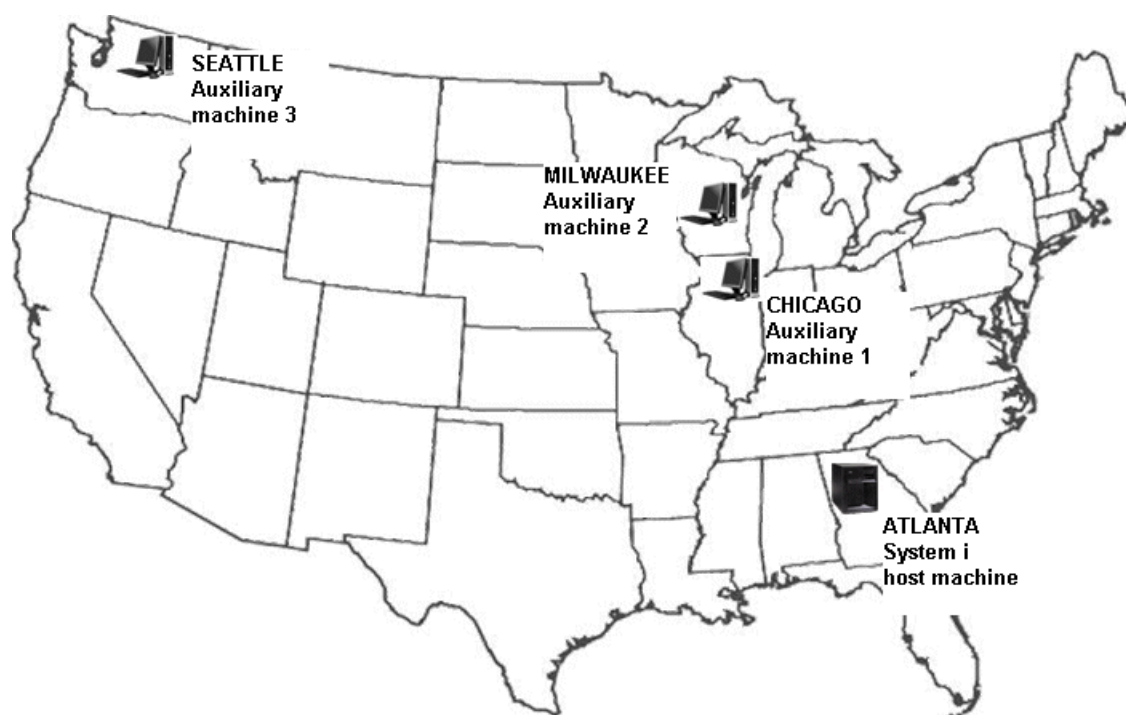 SEATTLE
Auxiliary
machine 3
MILWAUKEE
Auxiliary
machine 2
CHICAGO
Auxiliary
machine 1
ATLANTA
System i
host machine